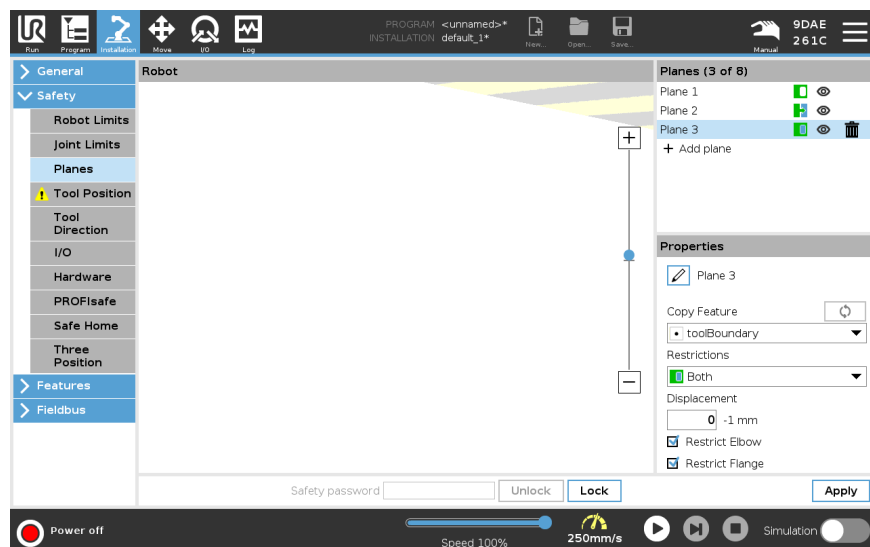 PROGRAM <unnamed>*
INSTALLATION default_1*
Run Program Installation Move I/O Log
New... Open... Save...
Manual
9DAE
261C
General
Safety
Robot Limits
Joint Limits
Planes
Tool Position
Tool
Direction
I/O
Hardware
PROFIsafe
Safe Home
Three
Position
Features
Fieldbus
Robot
Planes (3 of 8)
Plane 1
Plane 2
Plane 3
+ Add plane
Properties
Plane 3
Copy Feature
toolBoundary
Restrictions
Both
Displacement
0 -1 mm
Restrict Elbow
Restrict Flange
Safety password Unlock Lock Apply
Power off
Speed 100%
250mm/s
Simulation